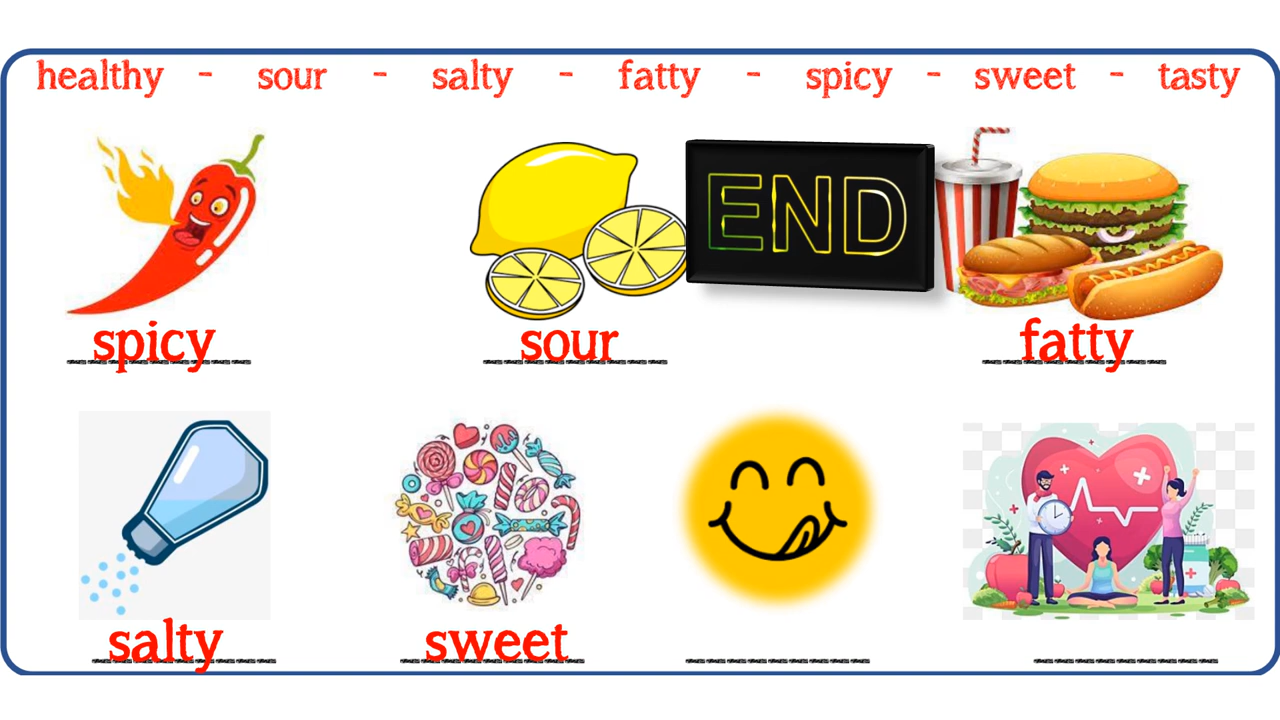 healthy - sour - salty - fatty - spicy - sweet - tasty
END
spicy
sour
fatty
salty
sweet